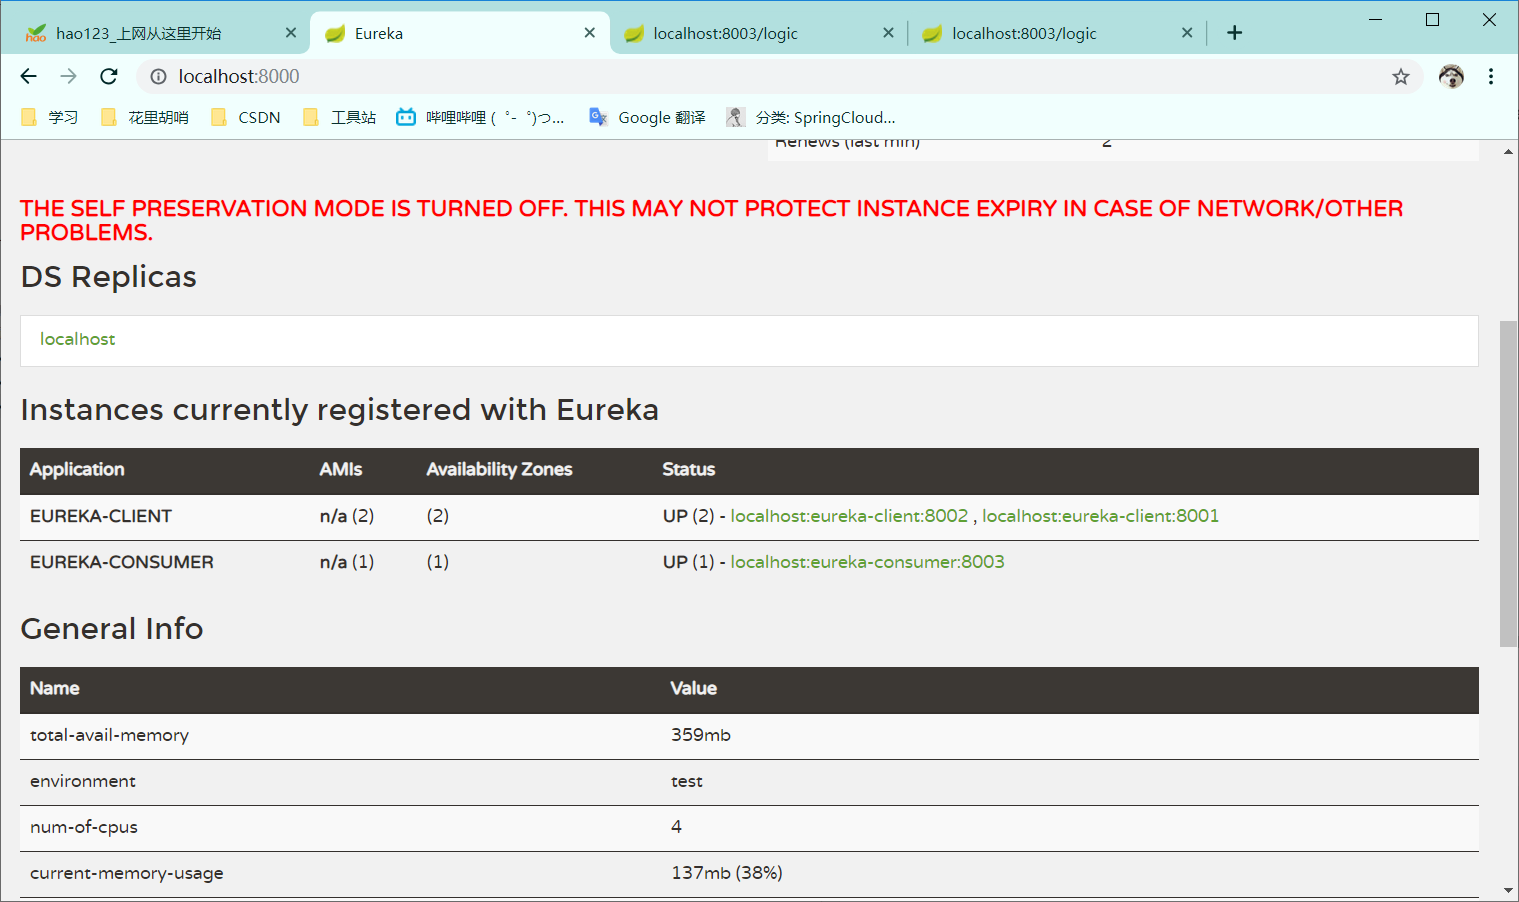 hao123_上网从这里开始
Eureka
localhost:8003/logic
localhost:8003/logic
localhost:8000
学习
花里胡哨
CSDN
工具站
哔哩哔哩 ( ゜- ゜)つ...
Google 翻译
分类: SpringCloud...
Renews (last min) 2
THE SELF PRESERVATION MODE IS TURNED OFF. THIS MAY NOT PROTECT INSTANCE EXPIRY IN CASE OF NETWORK/OTHER
PROBLEMS.
DS Replicas
localhost
Instances currently registered with Eureka
Application AMIs Availability Zones Status
EUREKA-CLIENT n/a (2) (2) UP (2) - localhost:eureka-client:8002 , localhost:eureka-client:8001
EUREKA-CONSUMER n/a (1) (1) UP (1) - localhost:eureka-consumer:8003
General Info
Name Value
total-avail-memory 359mb
environment test
num-of-cpus 4
current-memory-usage 137mb (38%)